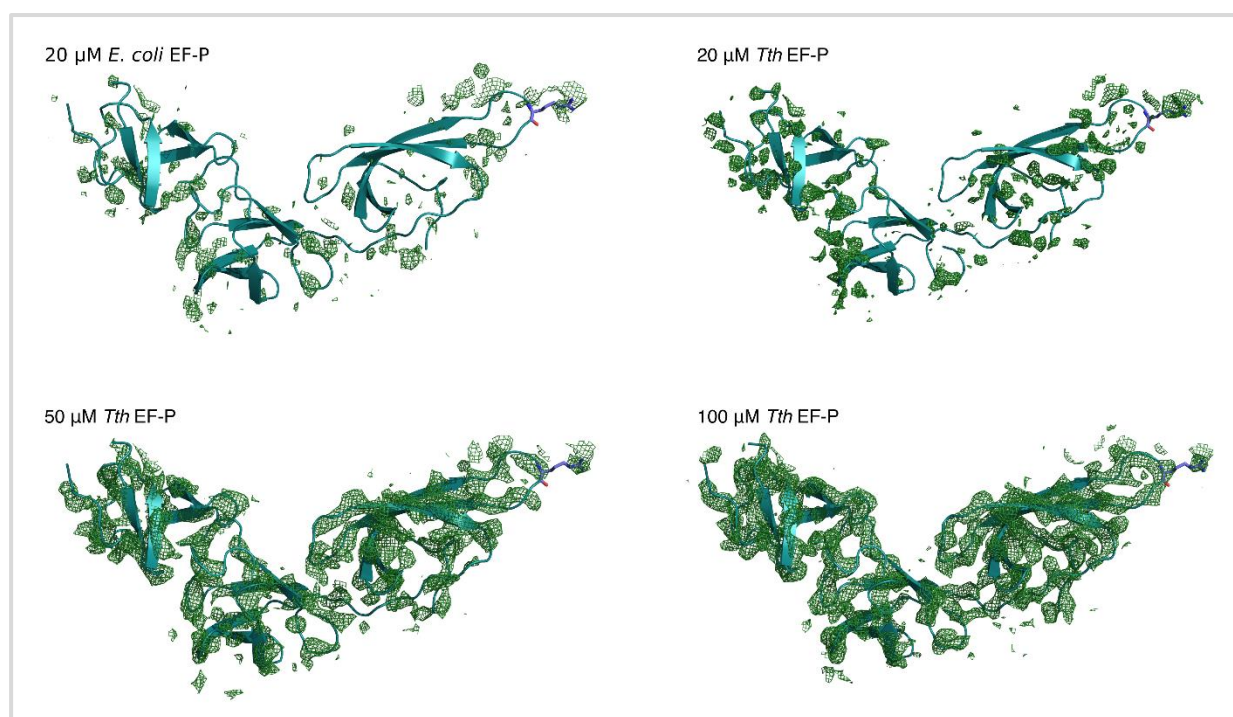 20 μM E. coli EF-P
20 μM Tth EF-P
50 μM Tth EF-P
100 μM Tth EF-P